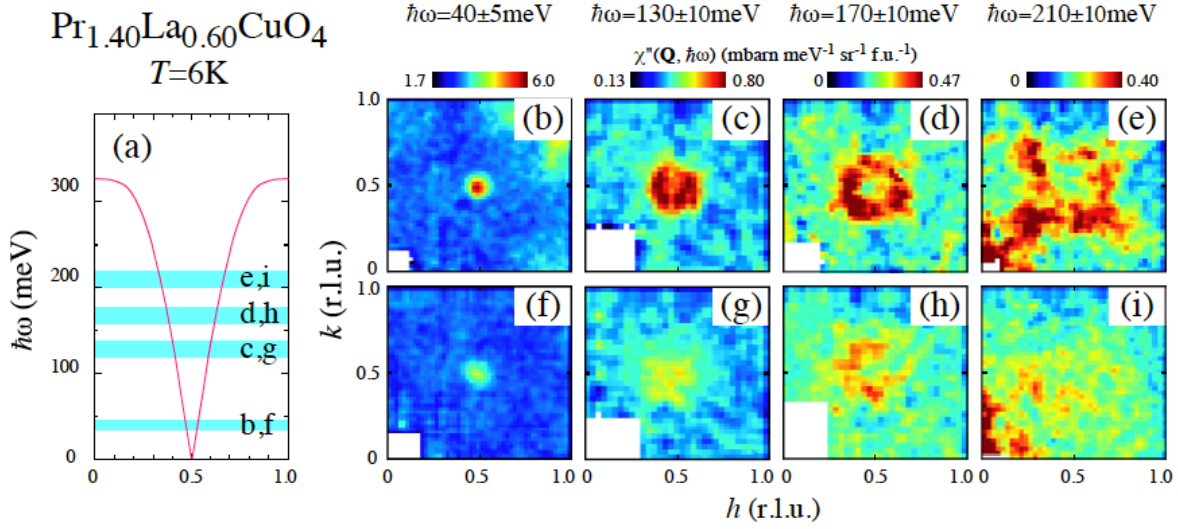 Pr1.40La0.60CuO4
T=6K
ħω=40±5meV ħω=130±10meV ħω=170±10meV ħω=210±10meV
χ"(Q, ħω) (mbarn meV⁻¹ sr⁻¹ f.u.⁻¹)
1.7 6.0 0.13 0.80 0 0.47 0 0.40
(a)
300
200
100
0
ħω (meV)
e,i
d,h
c,g
b,f
0 0.5 1.0
1.0
0.5
0
(b) (c) (d) (e)
k (r.l.u.)
1.0
0.5
0
(f) (g) (h) (i)
0 0.5 1.0 0.5 1.0 0.5 1.0 0.5 1.0
h (r.l.u.)